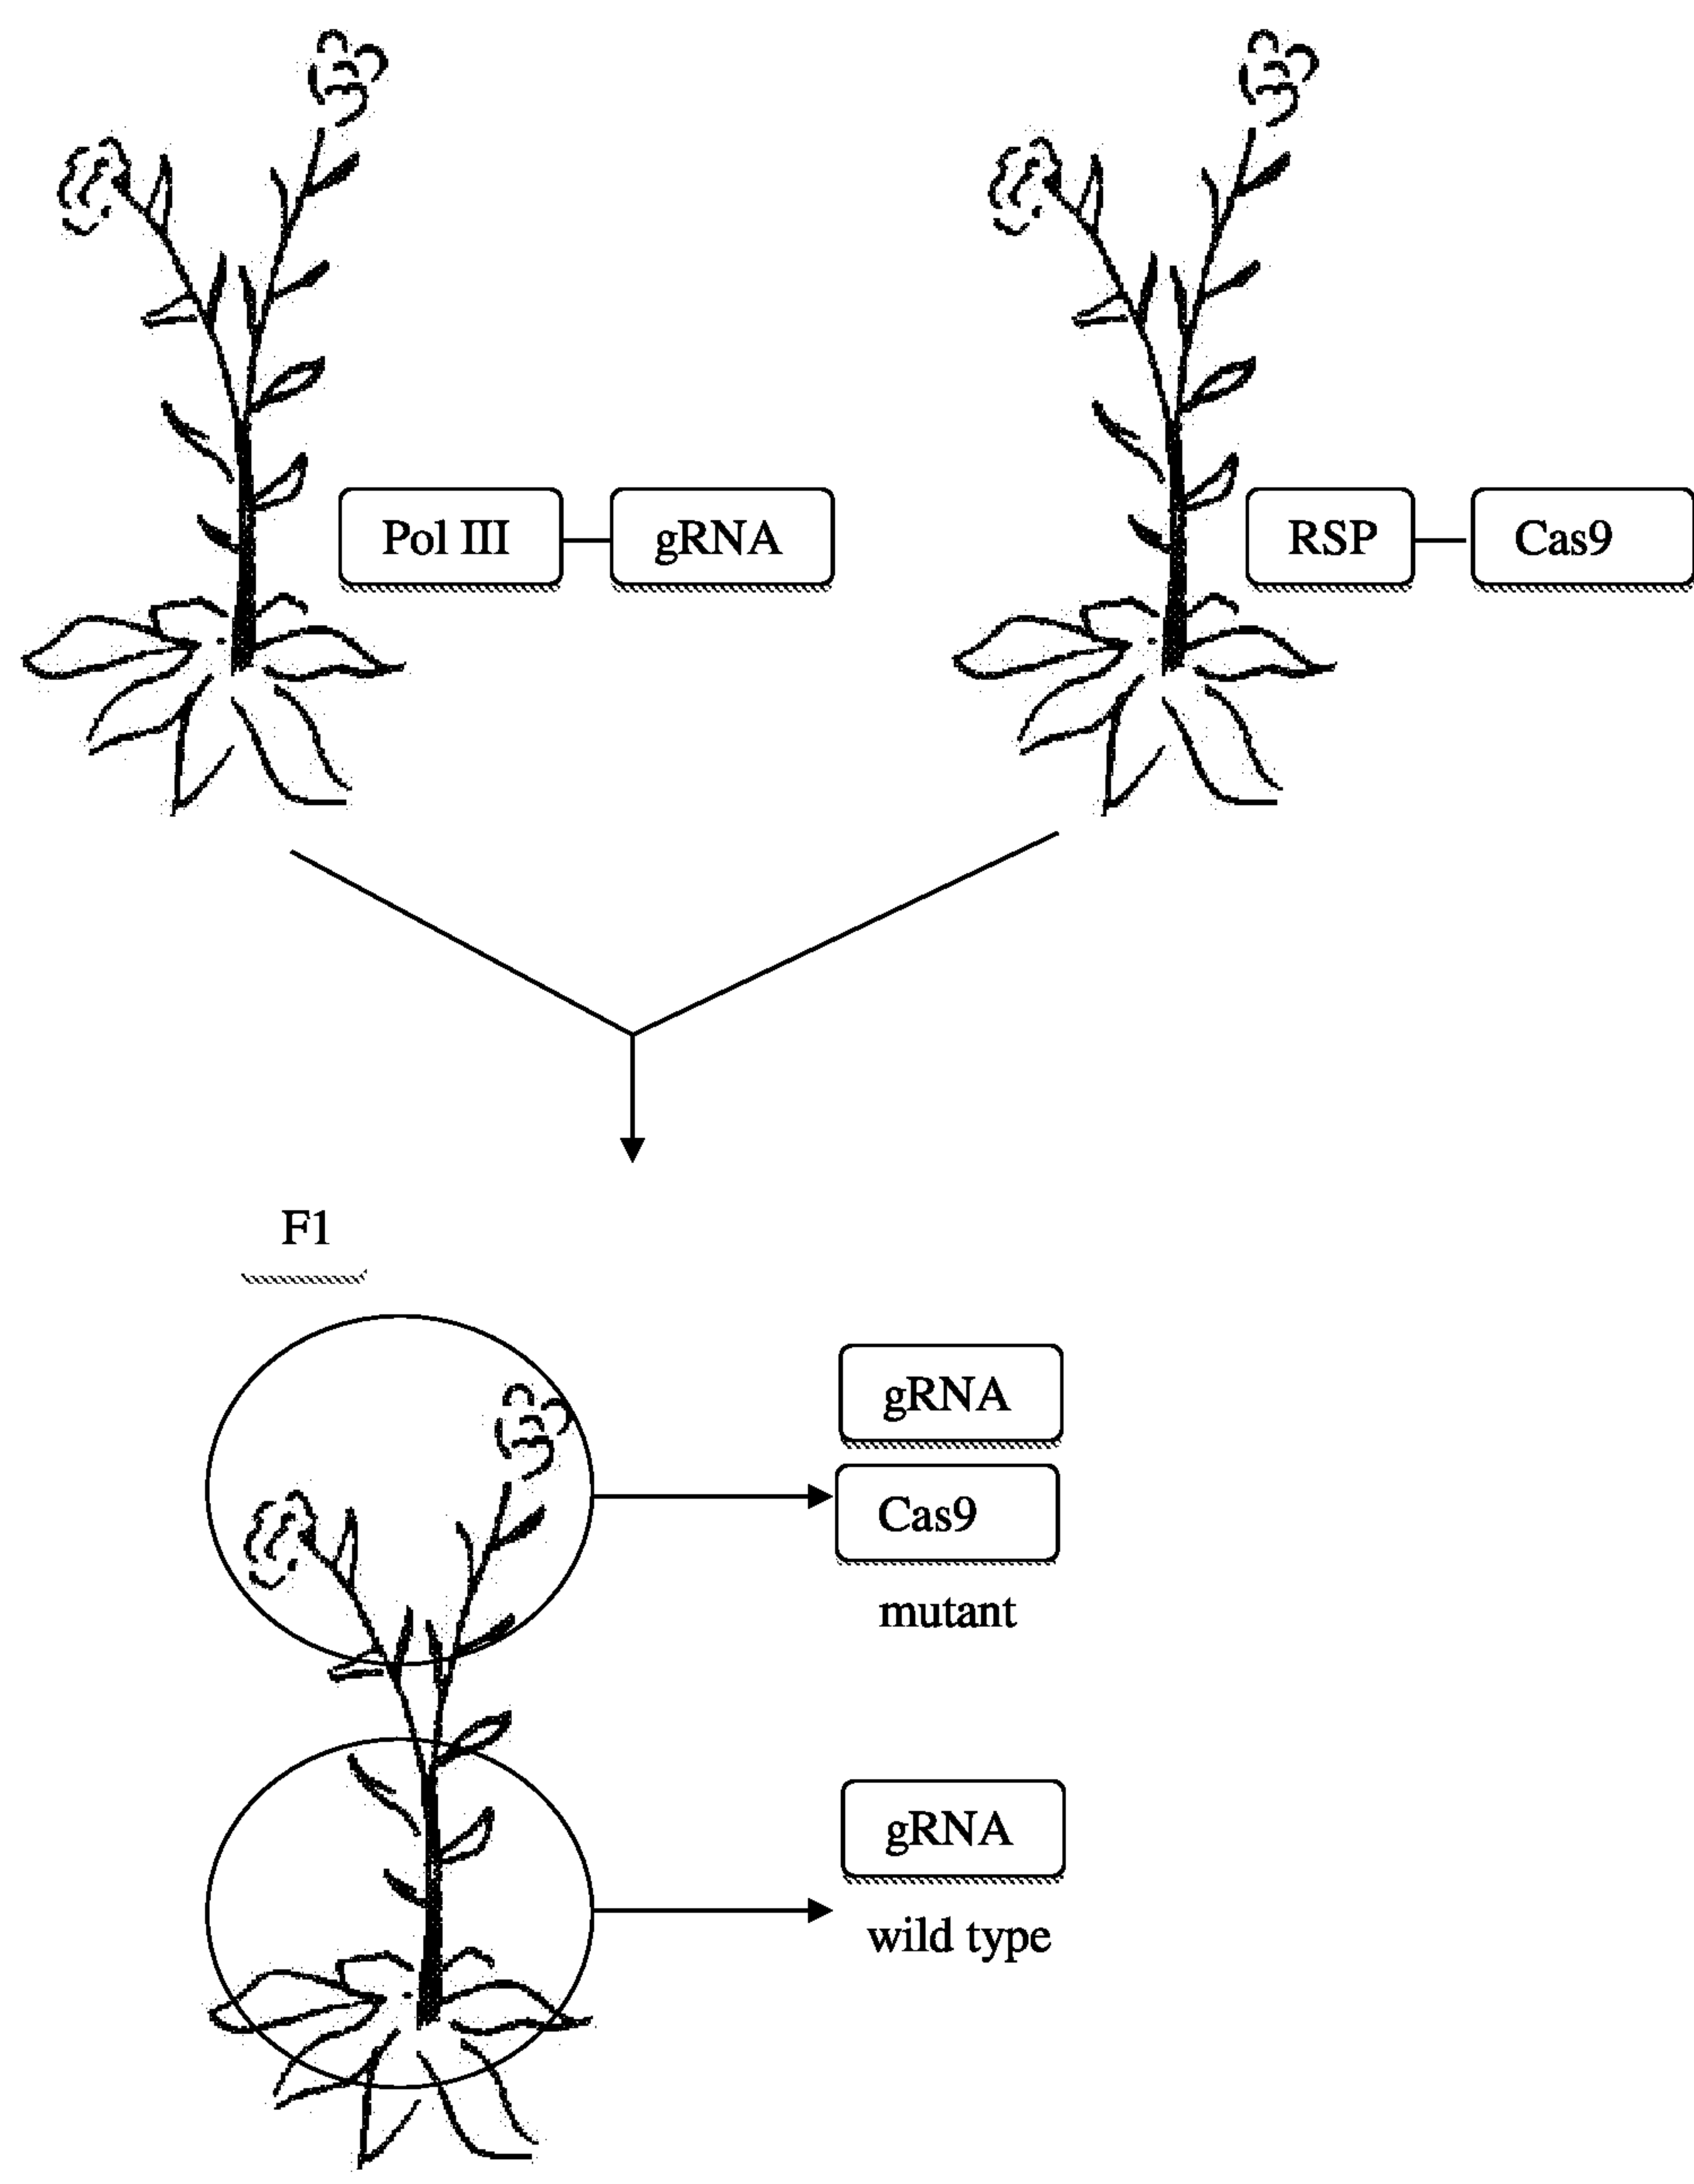 Pol III
gRNA
RSP
Cas9
F1
gRNA
Cas9
mutant
gRNA
wild type